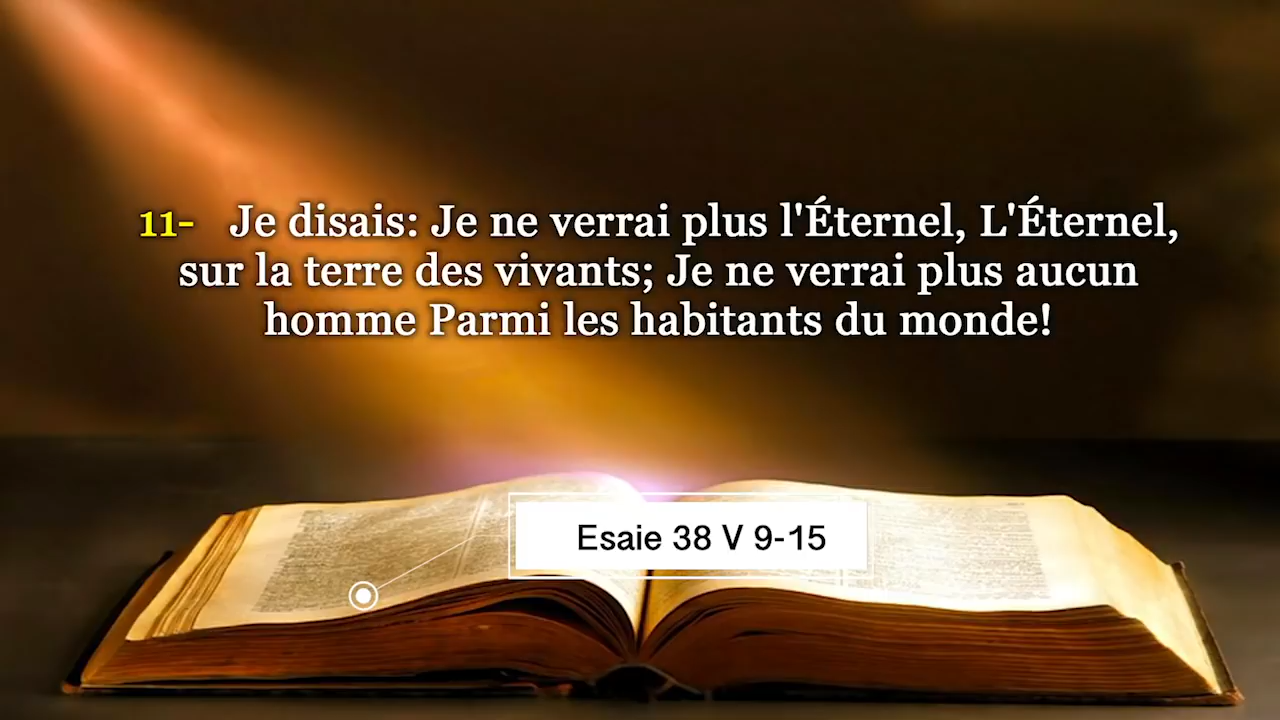 11- Je disais: Je ne verrai plus l'Éternel, L'Éternel,
sur la terre des vivants; Je ne verrai plus aucun
homme Parmi les habitants du monde!
Esaie 38 V 9-15